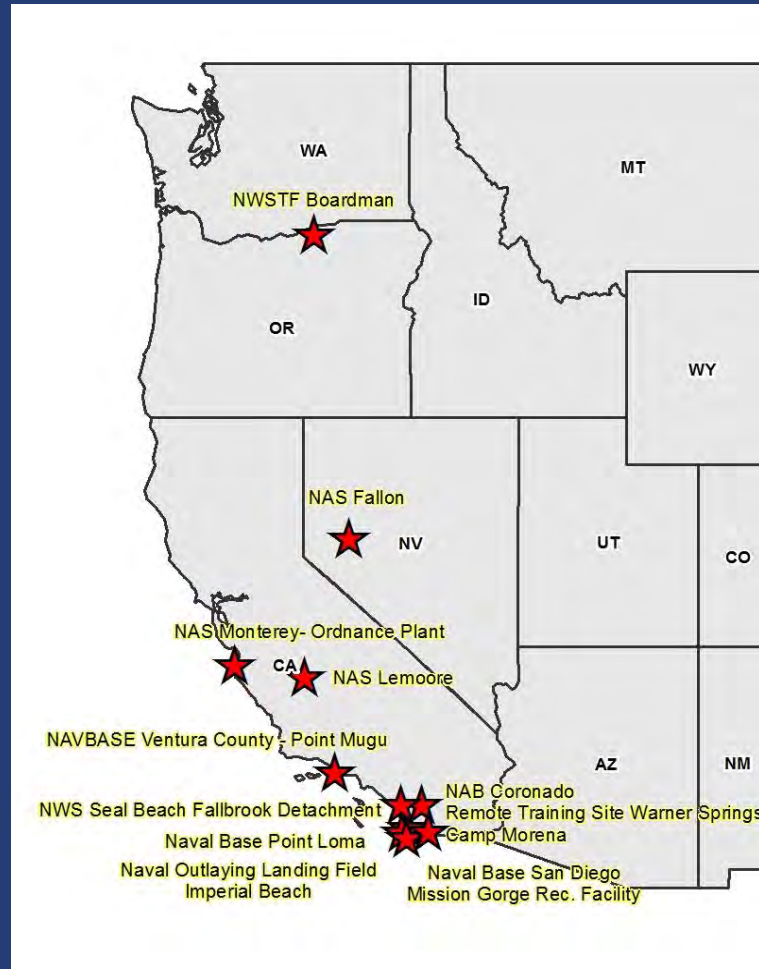 WA
MT
NWSTF Boardman
ID
OR
WY
NAS Fallon
NV
UT
CO
NAS Monterey- Ordnance Plant
CA
NAS Lemoore
NAVBASE Ventura County - Point Mugu
AZ
NM
NAB Coronado
NWS Seal Beach Fallbrook Detachment
Remote Training Site Warner Springs
Camp Morena
Naval Base Point Loma
Naval Outlaying Landing Field
Imperial Beach
Naval Base San Diego
Mission Gorge Rec. Facility